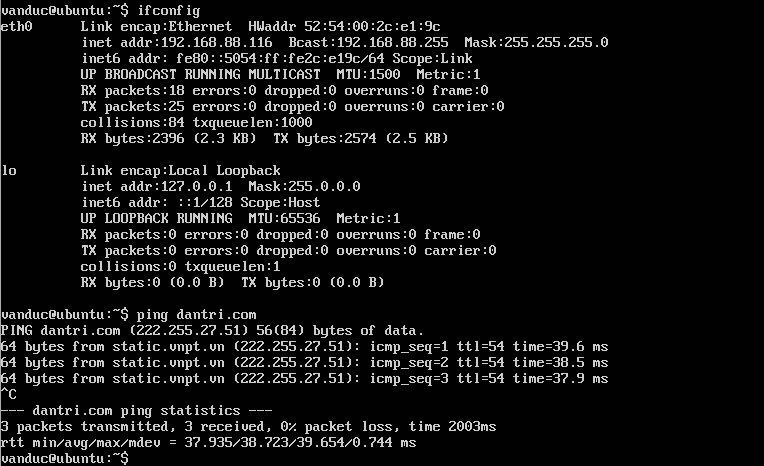 vanduc@ubuntu:~$ ifconfig
eth0      Link encap:Ethernet  HWaddr 52:54:00:2c:e1:9c
          inet addr:192.168.88.116  Bcast:192.168.88.255  Mask:255.255.255.0
          inet6 addr: fe80::5054:ff:fe2c:e19c/64 Scope:Link
          UP BROADCAST RUNNING MULTICAST  MTU:1500  Metric:1
          RX packets:18 errors:0 dropped:0 overruns:0 frame:0
          TX packets:25 errors:0 dropped:0 overruns:0 carrier:0
          collisions:84 txqueuelen:1000
          RX bytes:2396 (2.3 KB)  TX bytes:2574 (2.5 KB)

lo        Link encap:Local Loopback
          inet addr:127.0.0.1  Mask:255.0.0.0
          inet6 addr: ::1/128 Scope:Host
          UP LOOPBACK RUNNING  MTU:65536  Metric:1
          RX packets:0 errors:0 dropped:0 overruns:0 frame:0
          TX packets:0 errors:0 dropped:0 overruns:0 carrier:0
          collisions:0 txqueuelen:1
          RX bytes:0 (0.0 B)  TX bytes:0 (0.0 B)

vanduc@ubuntu:~$ ping dantri.com
PING dantri.com (222.255.27.51) 56(84) bytes of data.
64 bytes from static.vnpt.vn (222.255.27.51): icmp_seq=1 ttl=54 time=39.6 ms
64 bytes from static.vnpt.vn (222.255.27.51): icmp_seq=2 ttl=54 time=38.5 ms
64 bytes from static.vnpt.vn (222.255.27.51): icmp_seq=3 ttl=54 time=37.9 ms
^C
--- dantri.com ping statistics ---
3 packets transmitted, 3 received, 0% packet loss, time 2003ms
rtt min/avg/max/mdev = 37.935/38.723/39.654/0.744 ms
vanduc@ubuntu:~$